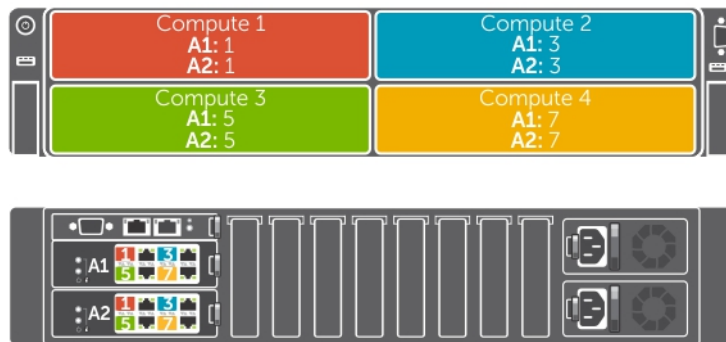 Compute 1
A1: 1
A2: 1
Compute 2
A1: 3
A2: 3
Compute 3
A1: 5
A2: 5
Compute 4
A1: 7
A2: 7
A1 1 3
5 7
A2 1 3
5 7